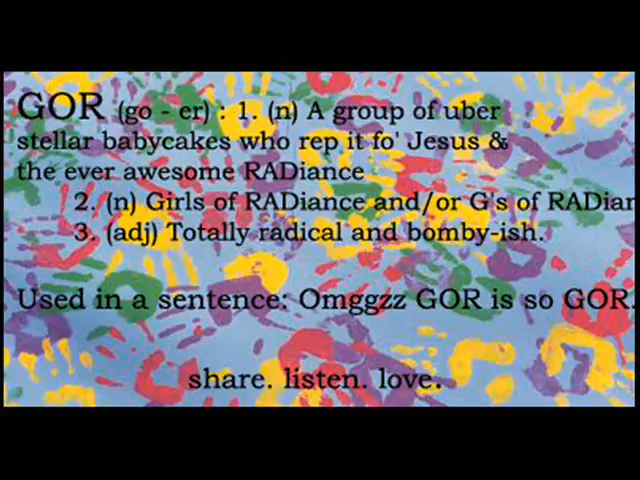 GOR (go - er) : 1. (n) A group of uber
stellar babycakes who rep it fo' Jesus &
the ever awesome RADiance
2. (n) Girls of RADiance and/or G's of RADian
3. (adj) Totally radical and bomby-ish.
Used in a sentence: Omggzz GOR is so GOR.
share. listen. love.